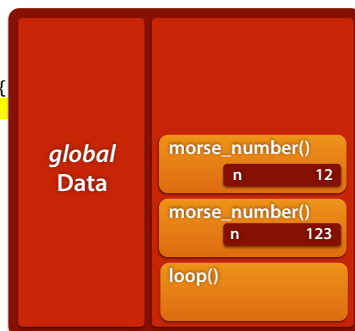 {
global
Data
morse_number()
n 12
morse_number()
n 123
loop()